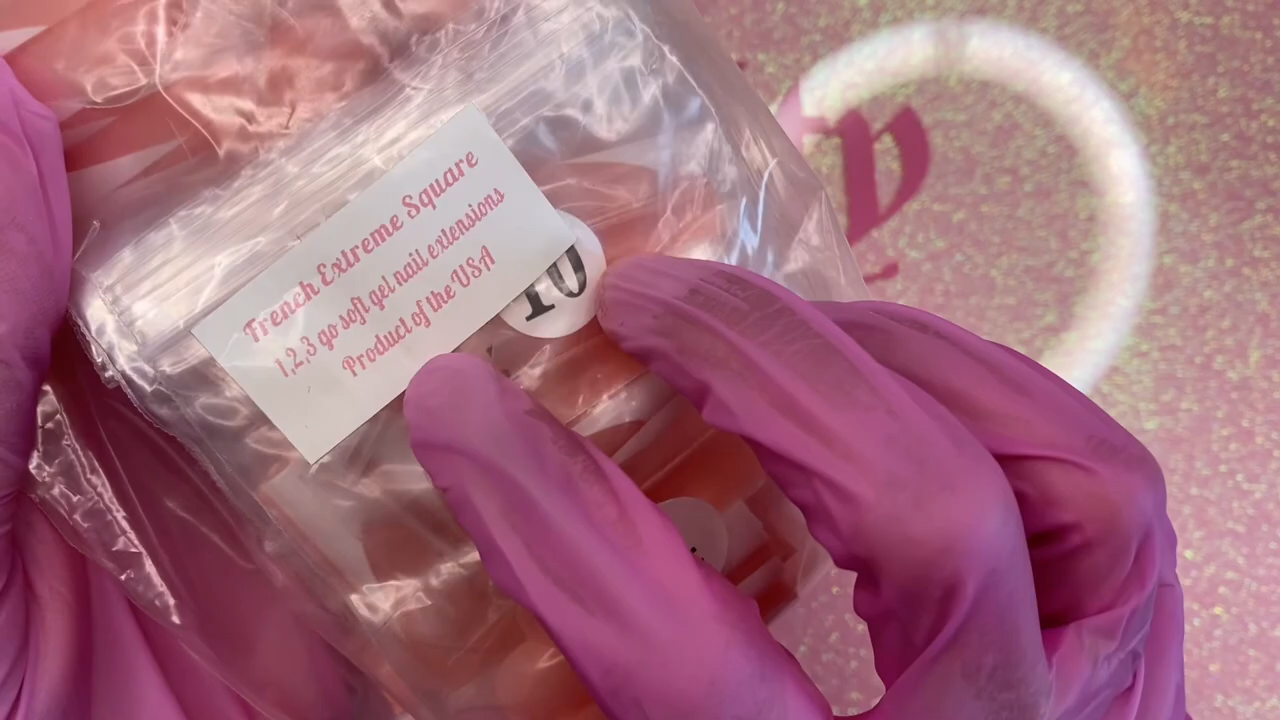 French Extreme Square
1,2,3 go soft gel nail extensions
Product of the USA
10
p